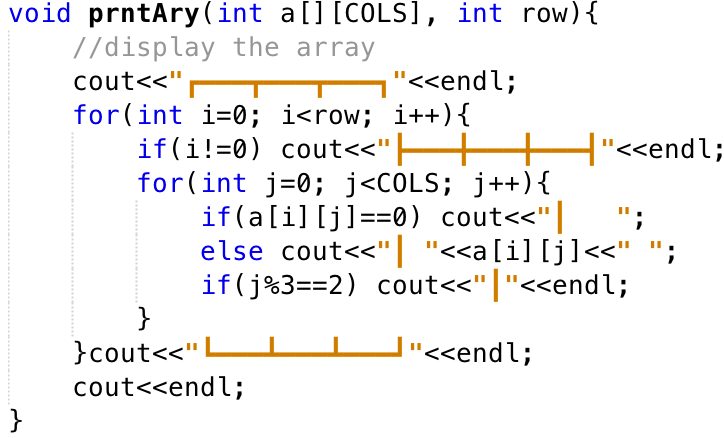 void prntAry(int a[][COLS], int row){
    //display the array
    cout<<"┏━━━┳━━━┳━━━┓"<<endl;
    for(int i=0; i<row; i++){
        if(i!=0) cout<<"┣━━━╋━━━╋━━━┫"<<endl;
        for(int j=0; j<COLS; j++){
            if(a[i][j]==0) cout<<"┃   ";
            else cout<<"┃ "<<a[i][j]<<" ";
            if(j%3==2) cout<<"┃"<<endl;
        }
    }cout<<"┗━━━┻━━━┻━━━┛"<<endl;
    cout<<endl;
}